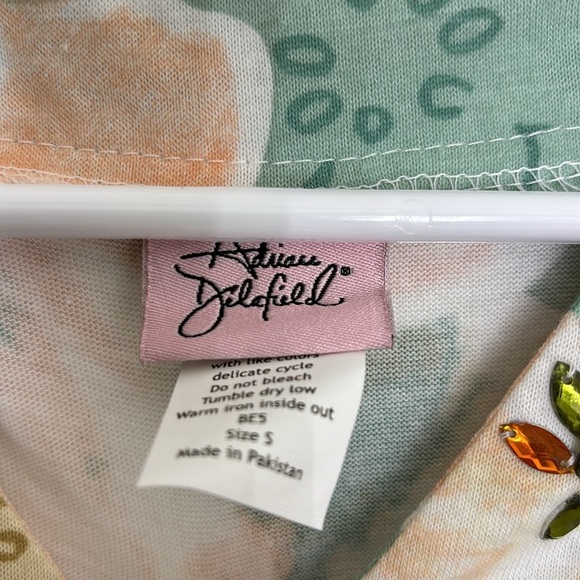 Adrian
Delafield®
with like colors
delicate cycle
Do not bleach
Tumble dry low
Warm iron inside out
BE5
Size S
Made in Pakistan